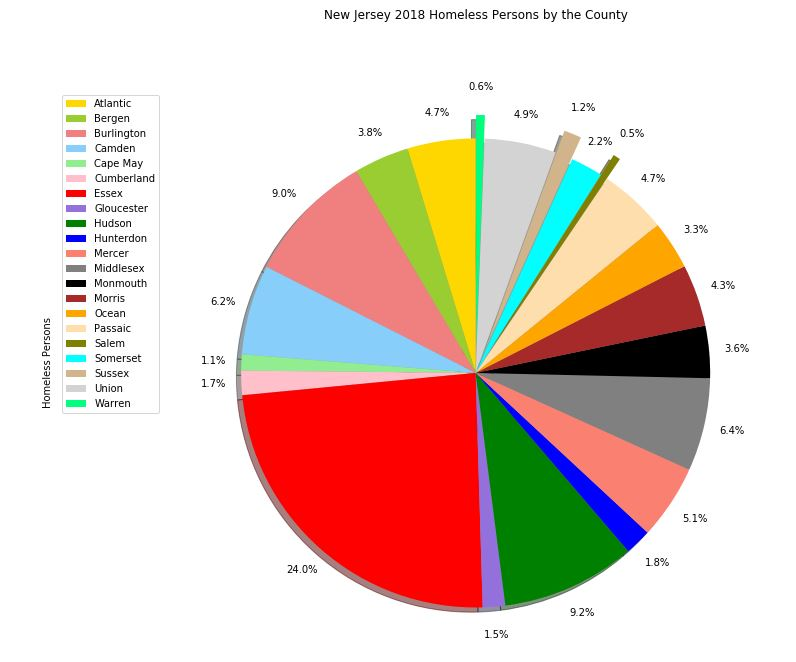 New Jersey 2018 Homeless Persons by the County
0.6%
4.7%
4.9%
1.2%
3.8%
2.2%
0.5%
9.0%
4.7%
3.3%
6.2%
4.3%
1.1%
3.6%
1.7%
6.4%
5.1%
24.0%
1.8%
9.2%
1.5%
Homeless Persons
Atlantic
Bergen
Burlington
Camden
Cape May
Cumberland
Essex
Gloucester
Hudson
Hunterdon
Mercer
Middlesex
Monmouth
Morris
Ocean
Passaic
Salem
Somerset
Sussex
Union
Warren